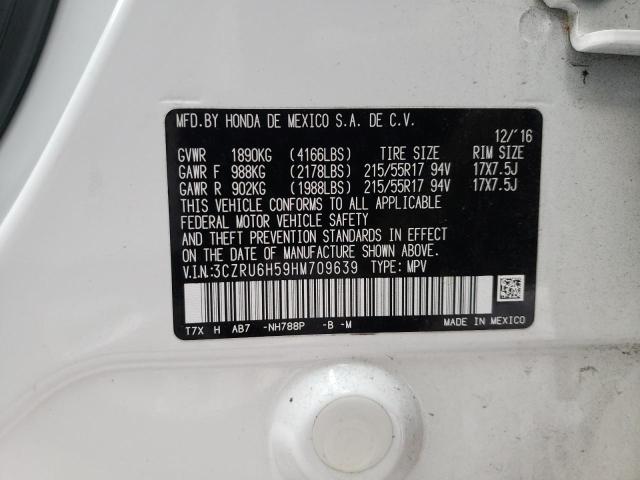 MFD.BY HONDA DE MEXICO S.A. DE C.V.
12/'16
GVWR 1890KG (4166LBS) TIRE SIZE RIM SIZE
GAWR F 988KG (2178LBS) 215/55R17 94V 17X7.5J
GAWR R 902KG (1988LBS) 215/55R17 94V 17X7.5J
THIS VEHICLE CONFORMS TO ALL APPLICABLE
FEDERAL MOTOR VEHICLE SAFETY
AND THEFT PREVENTION STANDARDS IN EFFECT
ON THE DATE OF MANUFACTURE SHOWN ABOVE.
V.I.N.:3CZRU6H59HM709639 TYPE: MPV
T7X H AB7 -NH788P -B -M MADE IN MEXICO